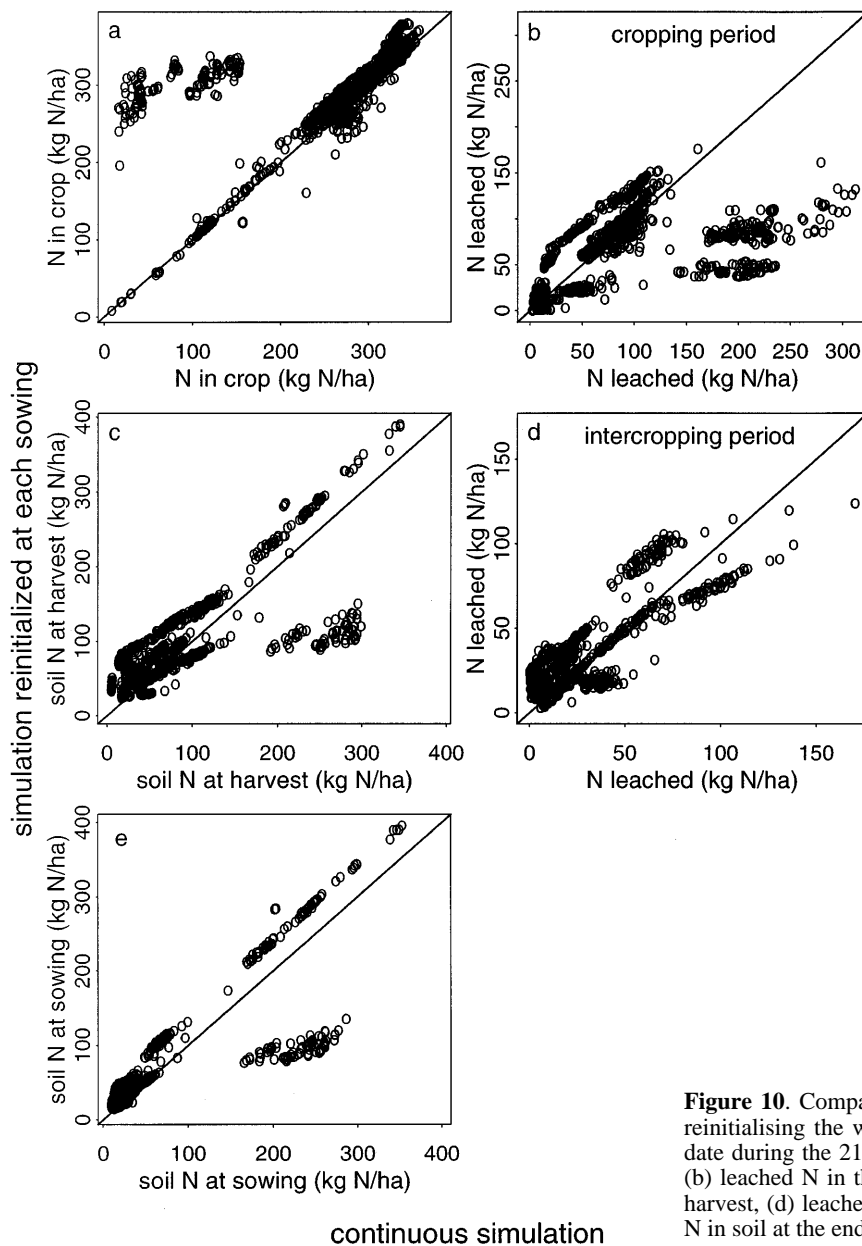 simulation reinitialized at each sowing
a
N in crop (kg N/ha)
0 100 200 300
0 100 200 300
N in crop (kg N/ha)
b
cropping period
N leached (kg N/ha)
0 50 150 250
0 50 100 150 200 250 300
N leached (kg N/ha)
c
soil N at harvest (kg N/ha)
0 100 200 300 400
0 100 200 300 400
soil N at harvest (kg N/ha)
d
intercropping period
N leached (kg N/ha)
0 50 100 150
0 50 100 150
N leached (kg N/ha)
e
soil N at sowing (kg N/ha)
0 100 200 300 400
0 100 200 300 400
soil N at sowing (kg N/ha)
continuous simulation
Figure 10. Compa
reinitialising the w
date during the 21
(b) leached N in th
harvest, (d) leache
N in soil at the end